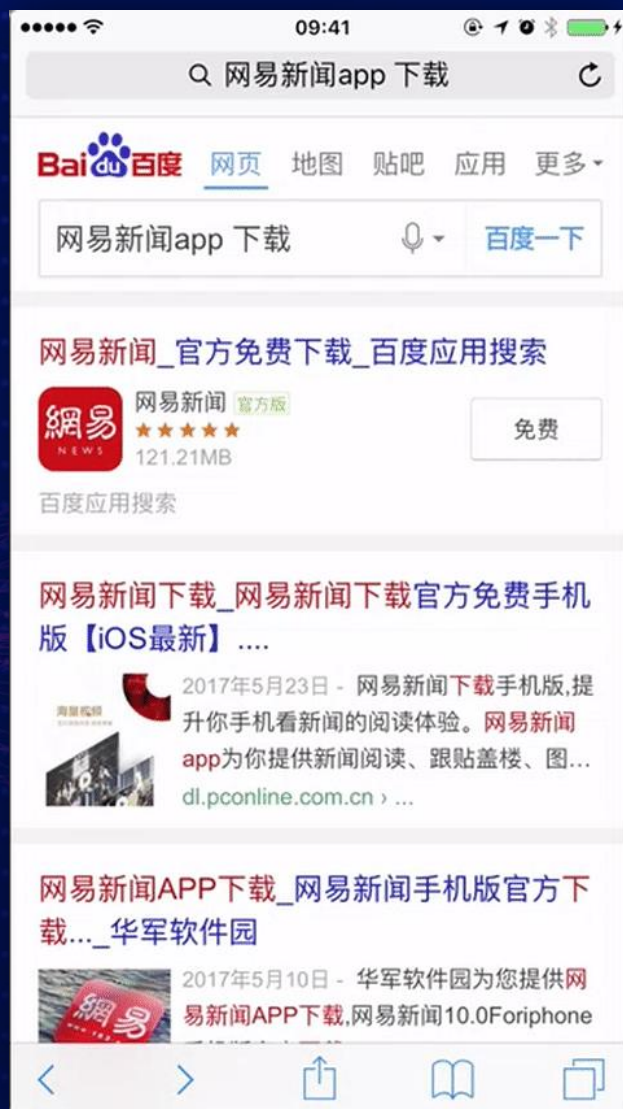 09:41
网易新闻app 下载
Bai du 百度 网页 地图 贴吧 应用 更多
网易新闻app 下载 百度一下
网易新闻_官方免费下载_百度应用搜索
網易 NEWS
网易新闻 官方版
121.21MB
免费
百度应用搜索
网易新闻下载_网易新闻下载官方免费手机
版【iOS最新】....
海量视频
2017年5月23日 - 网易新闻下载手机版,提
升你手机看新闻的阅读体验。网易新闻
app为你提供新闻阅读、跟贴盖楼、图...
dl.pconline.com.cn › ...
网易新闻APP下载_网易新闻手机版官方下
载..._华军软件园
網易
2017年5月10日 - 华军软件园为您提供网
易新闻APP下载,网易新闻10.0Foriphone